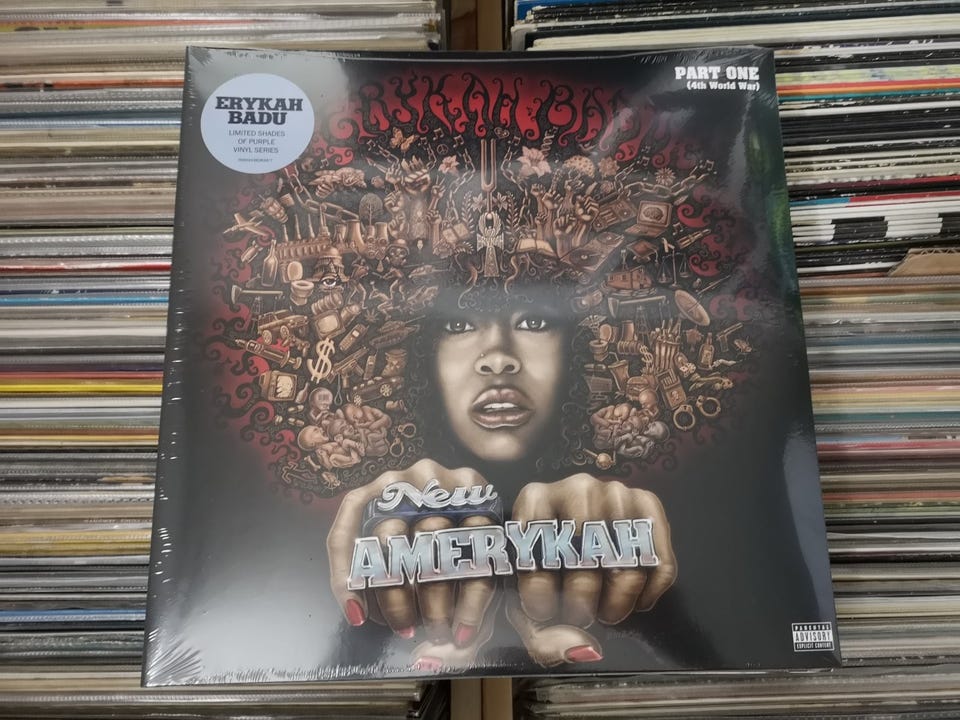 ERYKAH BADU
PART ONE
(4th World War)
ERYKAH
BADU
LIMITED SHADES
OF PURPLE
VINYL SERIES
$
New
AMERYKAH
PARENTAL
ADVISORY
EXPLICIT CONTENT